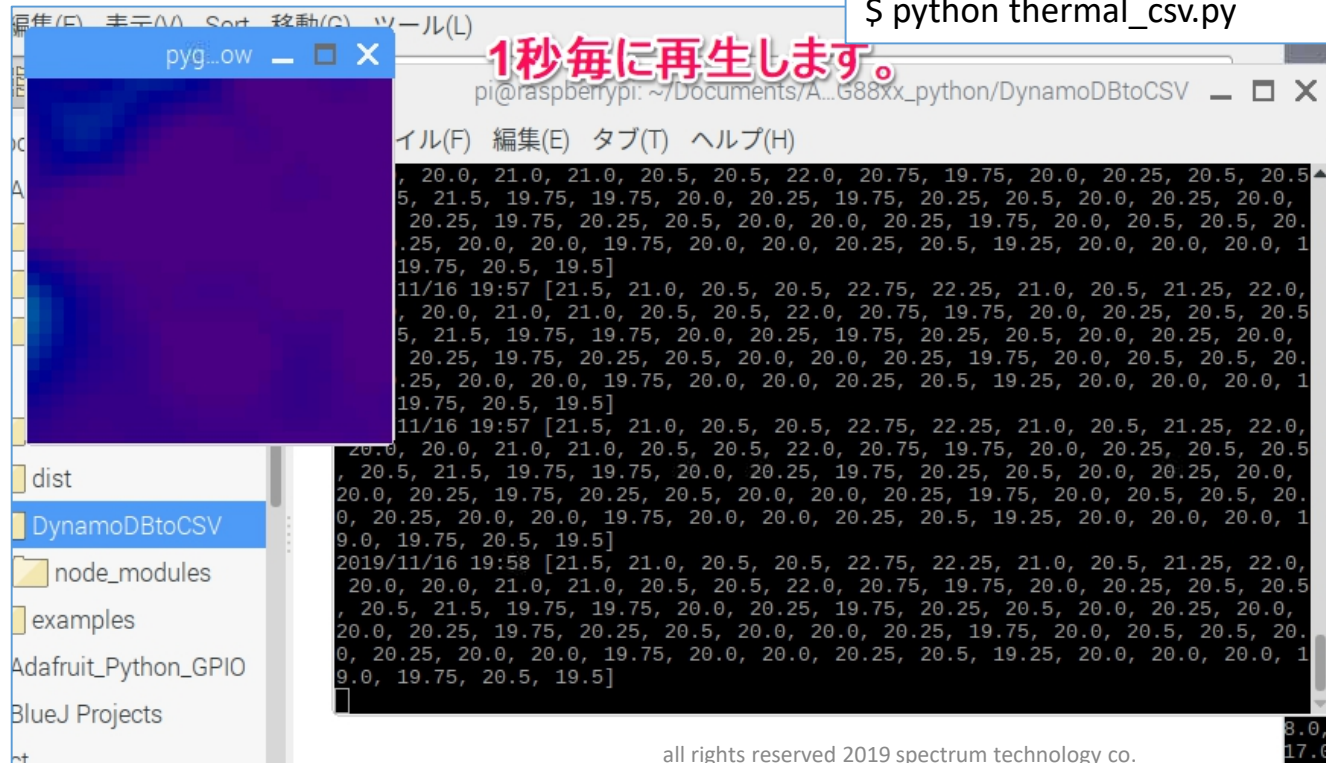 $ python thermal_csv.py
編集(E) 表示(V) Sort 移動(G) ツール(L)
1秒毎に再生します。
pyg...ow
pi@raspberrypi: ~/Documents/A...G88xx_python/DynamoDBtoCSV
イル(F) 編集(E) タブ(T) ヘルプ(H)
, 20.0, 21.0, 21.0, 20.5, 20.5, 22.0, 20.75, 19.75, 20.0, 20.25, 20.5, 20.5
5, 21.5, 19.75, 19.75, 20.0, 20.25, 19.75, 20.25, 20.5, 20.0, 20.25, 20.0,
20.25, 19.75, 20.25, 20.5, 20.0, 20.0, 20.25, 19.75, 20.0, 20.5, 20.5, 20.
.25, 20.0, 20.0, 19.75, 20.0, 20.0, 20.25, 20.5, 19.25, 20.0, 20.0, 20.0, 1
19.75, 20.5, 19.5]
11/16 19:57 [21.5, 21.0, 20.5, 20.5, 22.75, 22.25, 21.0, 20.5, 21.25, 22.0,
, 20.0, 21.0, 21.0, 20.5, 20.5, 22.0, 20.75, 19.75, 20.0, 20.25, 20.5, 20.5
5, 21.5, 19.75, 19.75, 20.0, 20.25, 19.75, 20.25, 20.5, 20.0, 20.25, 20.0,
20.25, 19.75, 20.25, 20.5, 20.0, 20.0, 20.25, 19.75, 20.0, 20.5, 20.5, 20.
.25, 20.0, 20.0, 19.75, 20.0, 20.0, 20.25, 20.5, 19.25, 20.0, 20.0, 20.0, 1
19.75, 20.5, 19.5]
11/16 19:57 [21.5, 21.0, 20.5, 20.5, 22.75, 22.25, 21.0, 20.5, 21.25, 22.0,
20.0, 20.0, 21.0, 21.0, 20.5, 20.5, 22.0, 20.75, 19.75, 20.0, 20.25, 20.5, 20.5
, 20.5, 21.5, 19.75, 19.75, 20.0, 20.25, 19.75, 20.25, 20.5, 20.0, 20.25, 20.0,
20.0, 20.25, 19.75, 20.25, 20.5, 20.0, 20.0, 20.25, 19.75, 20.0, 20.5, 20.5, 20.
0, 20.25, 20.0, 20.0, 19.75, 20.0, 20.0, 20.25, 20.5, 19.25, 20.0, 20.0, 20.0, 1
9.0, 19.75, 20.5, 19.5]
2019/11/16 19:58 [21.5, 21.0, 20.5, 20.5, 22.75, 22.25, 21.0, 20.5, 21.25, 22.0,
20.0, 20.0, 21.0, 21.0, 20.5, 20.5, 22.0, 20.75, 19.75, 20.0, 20.25, 20.5, 20.5
, 20.5, 21.5, 19.75, 19.75, 20.0, 20.25, 19.75, 20.25, 20.5, 20.0, 20.25, 20.0,
20.0, 20.25, 19.75, 20.25, 20.5, 20.0, 20.0, 20.25, 19.75, 20.0, 20.5, 20.5, 20.
0, 20.25, 20.0, 20.0, 19.75, 20.0, 20.0, 20.25, 20.5, 19.25, 20.0, 20.0, 20.0, 1
9.0, 19.75, 20.5, 19.5]
dist
DynamoDBtoCSV
node_modules
examples
Adafruit_Python_GPIO
BlueJ Projects
8.0,
17.0
all rights reserved 2019 spectrum technology co.